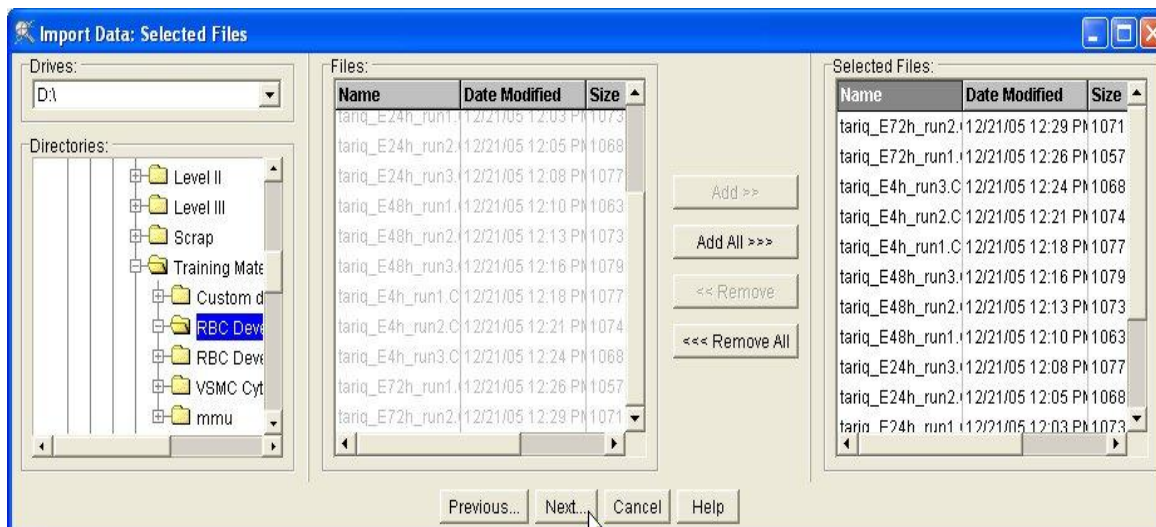 Import Data: Selected Files
Drives:
D:\
Directories:
Level II
Level III
Scrap
Training Mate
Custom d
RBC Deve
RBC Deve
VSMC Cyt
mmu
Files:
Name Date Modified Size
tariq_E24h_run1. 12/21/05 12:03 PM 1073
tariq_E24h_run2. 12/21/05 12:05 PM 1068
tariq_E24h_run3. 12/21/05 12:08 PM 1077
tariq_E48h_run1. 12/21/05 12:10 PM 1063
tariq_E48h_run2. 12/21/05 12:13 PM 1073
tariq_E48h_run3. 12/21/05 12:16 PM 1079
tariq_E4h_run1.C 12/21/05 12:18 PM 1077
tariq_E4h_run2.C 12/21/05 12:21 PM 1074
tariq_E4h_run3.C 12/21/05 12:24 PM 1068
tariq_E72h_run1. 12/21/05 12:26 PM 1057
tariq_E72h_run2. 12/21/05 12:29 PM 1071
Add >>
Add All >>>
<< Remove
<<< Remove All
Selected Files:
Name Date Modified Size
tariq_E72h_run2. 12/21/05 12:29 PM 1071
tariq_E72h_run1. 12/21/05 12:26 PM 1057
tariq_E4h_run3.C 12/21/05 12:24 PM 1068
tariq_E4h_run2.C 12/21/05 12:21 PM 1074
tariq_E4h_run1.C 12/21/05 12:18 PM 1077
tariq_E48h_run3. 12/21/05 12:16 PM 1079
tariq_E48h_run2. 12/21/05 12:13 PM 1073
tariq_E48h_run1. 12/21/05 12:10 PM 1063
tariq_E24h_run3. 12/21/05 12:08 PM 1077
tariq_E24h_run2. 12/21/05 12:05 PM 1068
tariq_E24h_run1 12/21/05 12:03 PM 1073
Previous... Next... Cancel Help